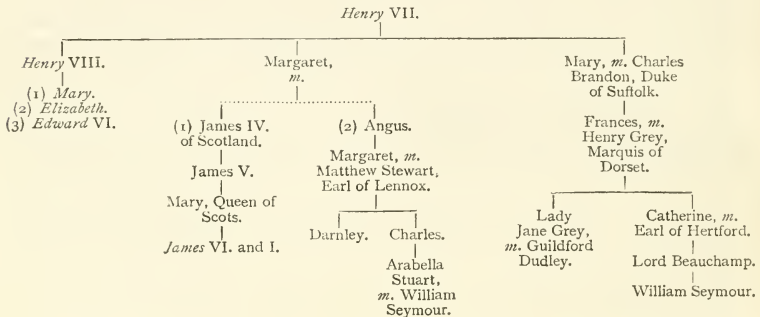 Henry VII.
Henry VIII.
(1) Mary.
(2) Elizabeth.
(3) Edward VI.
Margaret,
m.
(1) James IV.
of Scotland.
James V.
Mary, Queen of
Scots.
James VI. and I.
(2) Angus.
Margaret, m.
Matthew Stewart,
Earl of Lennox.
Darnley.
Charles.
Arabella
Stuart,
m. William
Seymour.
Mary, m. Charles
Brandon, Duke
of Suffolk.
Frances, m.
Henry Grey,
Marquis of
Dorset.
Lady
Jane Grey,
m. Guildford
Dudley.
Catherine, m.
Earl of Hertford.
Lord Beauchamp.
William Seymour.